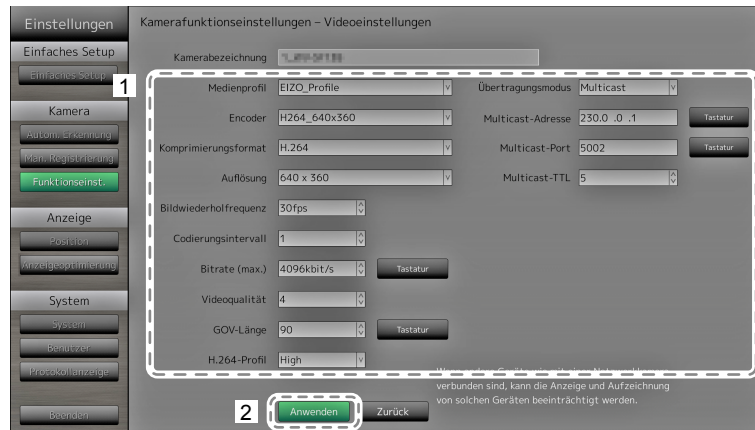 Einstellungen
Einfaches Setup
Einfaches Setup
Kamera
Autom. Erkennung
Man. Registrierung
Funktionseinst.
Anzeige
Position
Anzeigeoptimierung
System
System
Benutzer
Protokollanzeige
Beenden
Kamerafunktionseinstellungen – Videoeinstellungen
Kamerabezeichnung
1
Medienprofil EIZO_Profile Übertragungsmodus Multicast
Encoder H264_640x360 Multicast-Adresse 230.0 .0 .1 Tastatur
Komprimierungsformat H.264 Multicast-Port 5002 Tastatur
Auflösung 640 x 360 Multicast-TTL 5
Bildwiederholfrequenz 30fps
Codierungsintervall 1
Bitrate (max.) 4096kbit/s Tastatur
Videoqualität 4
GOV-Länge 90 Tastatur
H.264-Profil High
verbunden sind, kann die Anzeige und Aufzeichnung
von solchen Geräten beeinträchtigt werden.
2 Anwenden Zurück